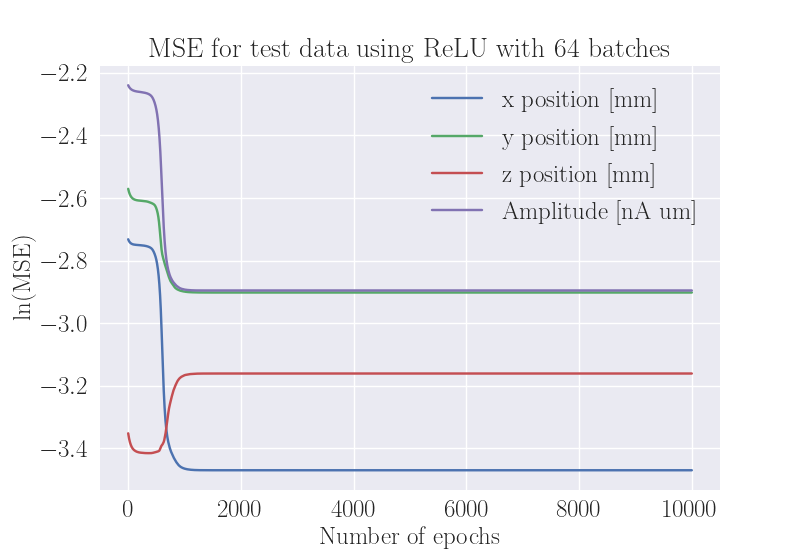 MSE for test data using ReLU with 64 batches
−2.2
−2.4
−2.6
−2.8
−3.0
−3.2
−3.4
ln(MSE)
x position [mm]
y position [mm]
z position [mm]
Amplitude [nA um]
0 2000 4000 6000 8000 10000
Number of epochs